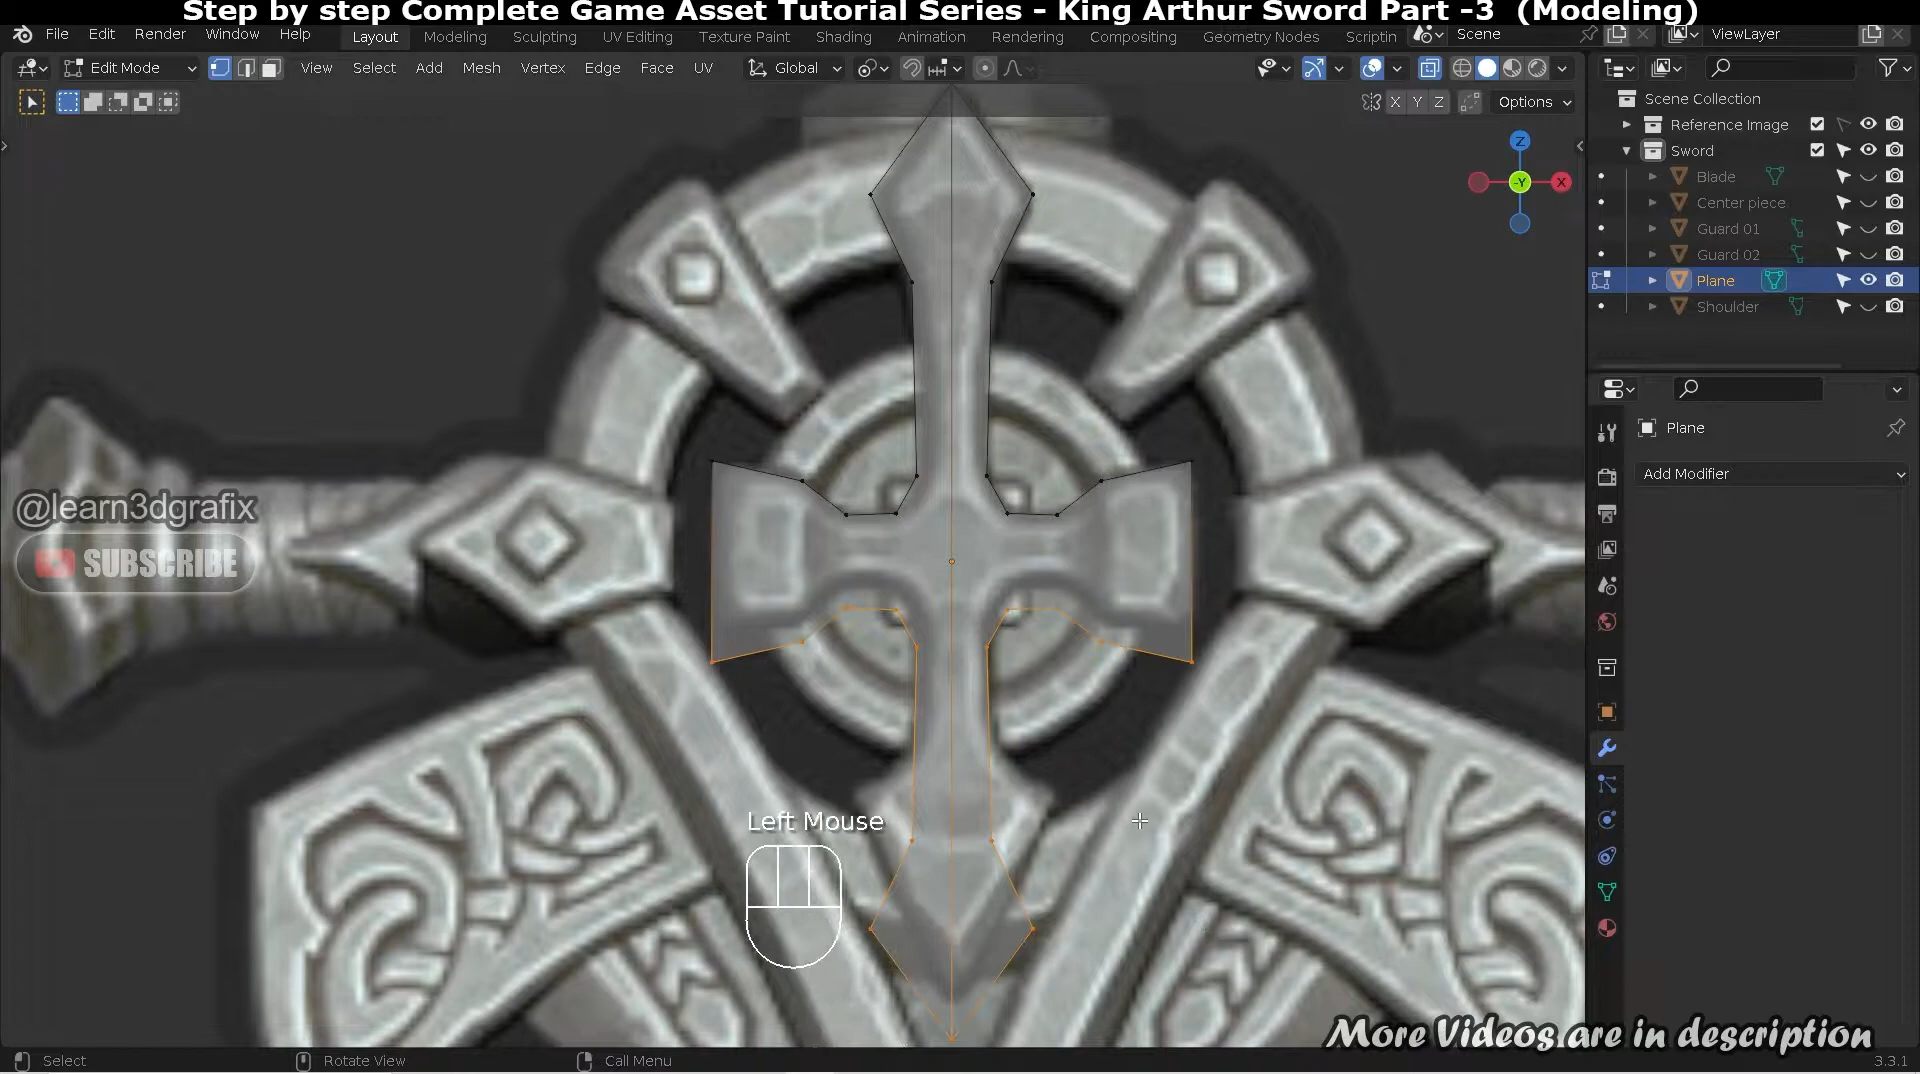 Step by step Complete Game Asset Tutorial Series - King Arthur Sword Part -3 (Modeling)
File Edit Render Window Help Layout Modeling Sculpting UV Editing Texture Paint Shading Animation Rendering Compositing Geometry Nodes Scriptin Scene ViewLayer
Edit Mode View Select Add Mesh Vertex Edge Face UV Global
X Y Z Options
Scene Collection
Reference Image
Sword
Blade
Center piece
Guard 01
Guard 02
Plane
Shoulder
Z
-Y X
Plane
Add Modifier
@learn3dgrafix
SUBSCRIBE
Left Mouse
More Videos are in description
Select Rotate View Call Menu 3.3.1